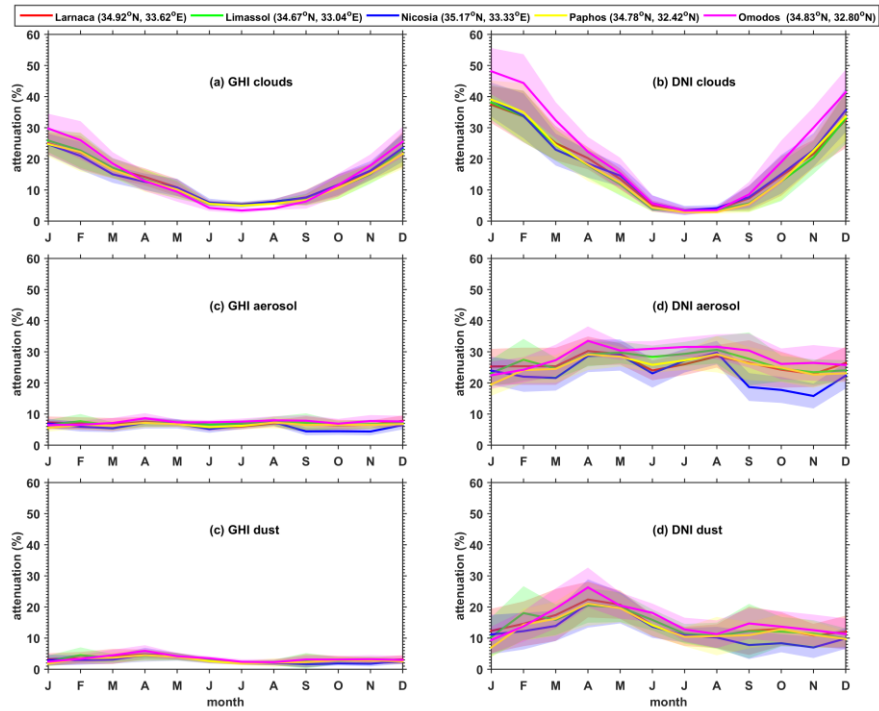 Larnaca (34.92°N, 33.62°E) Limassol (34.67°N, 33.04°E) Nicosia (35.17°N, 33.33°E) Paphos (34.78°N, 32.42°N) Omodos (34.83°N, 32.80°N)
60
50
40
30
20
10
0
attenuation (%)
(a) GHI clouds
J F M A M J J A S O N D
60
50
40
30
20
10
0
attenuation (%)
(b) DNI clouds
J F M A M J J A S O N D
60
50
40
30
20
10
0
attenuation (%)
(c) GHI aerosol
J F M A M J J A S O N D
60
50
40
30
20
10
0
attenuation (%)
(d) DNI aerosol
J F M A M J J A S O N D
60
50
40
30
20
10
0
attenuation (%)
(c) GHI dust
J F M A M J J A S O N D
month
60
50
40
30
20
10
0
attenuation (%)
(d) DNI dust
J F M A M J J A S O N D
month